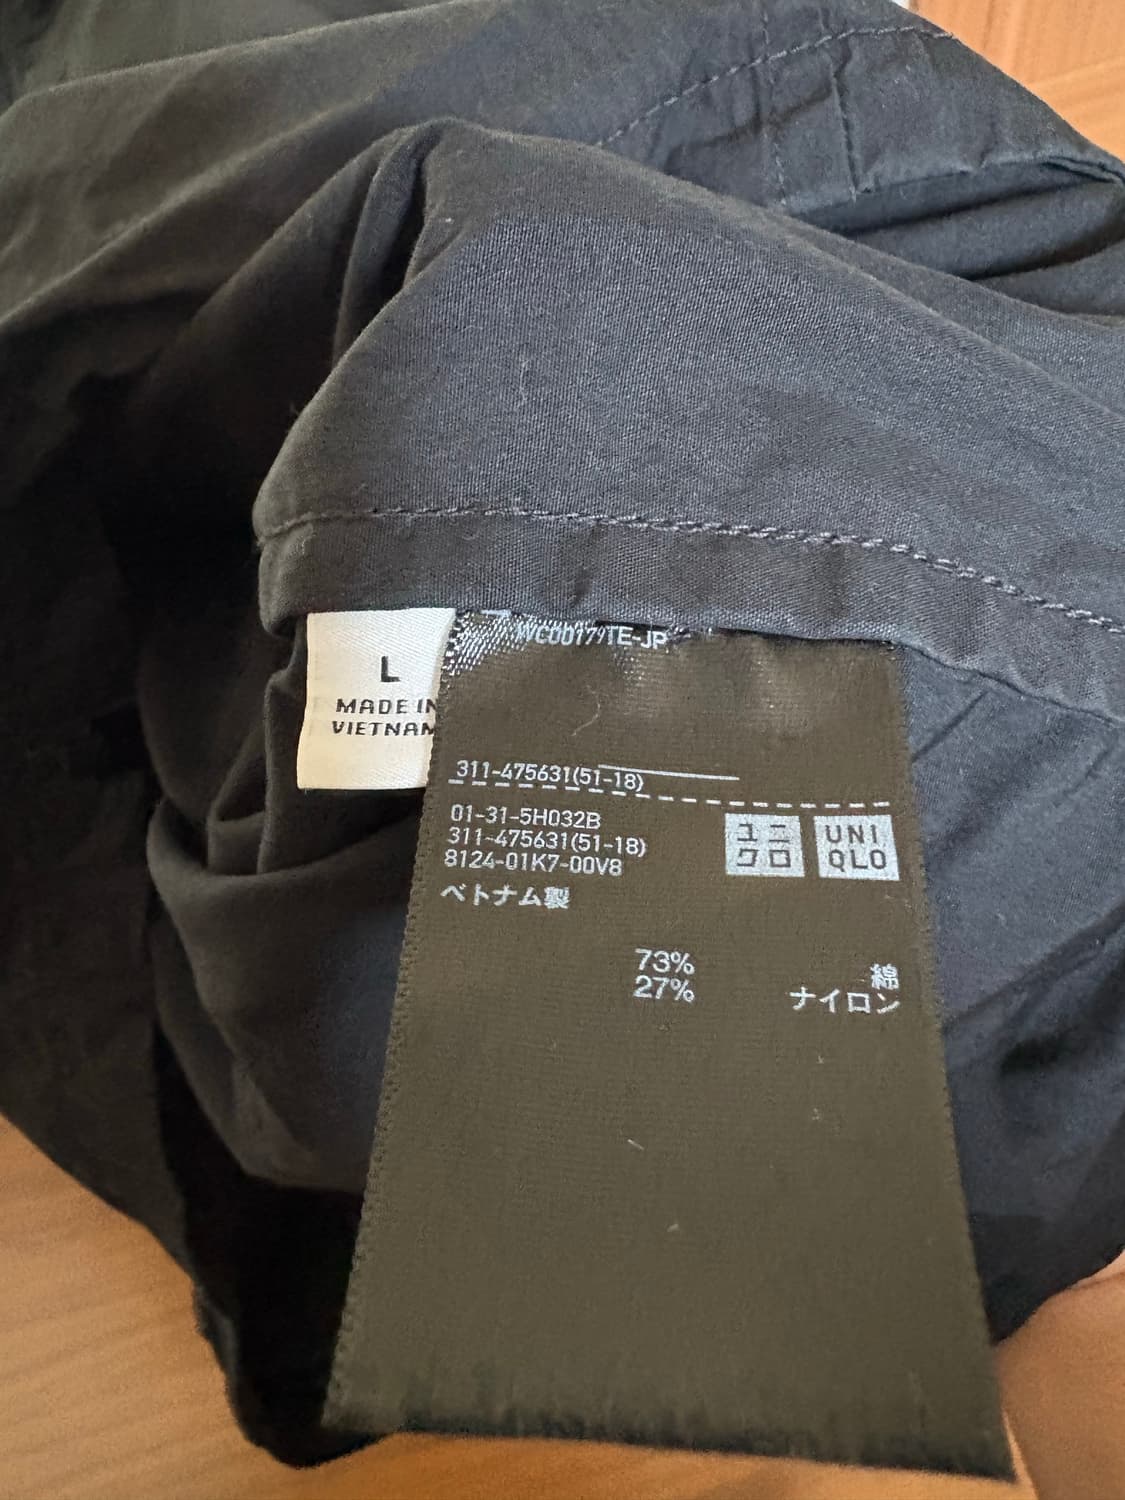 L
MADE IN
VIETNAM
311-475631(51-18)
01-31-5H032B
311-475631(51-18)
8124-01K7-00V8
ベトナム製
ユニ
クロ
UNI
QLO
73% 綿
27% ナイロン